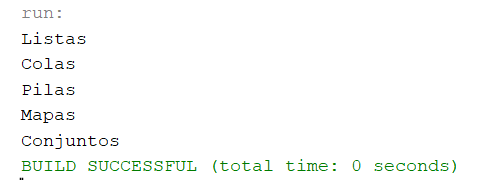 run:
Listas
Colas
Pilas
Mapas
Conjuntos
BUILD SUCCESSFUL (total time: 0 seconds)